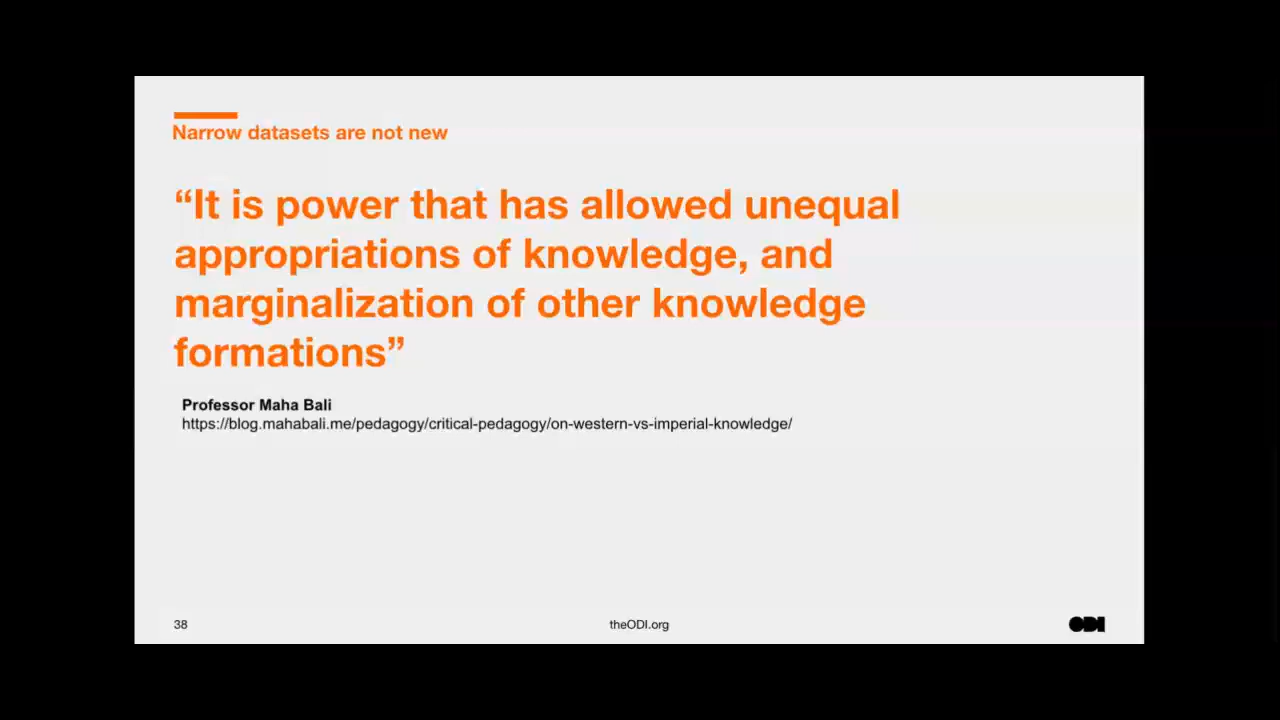 Narrow datasets are not new
“It is power that has allowed unequal
appropriations of knowledge, and
marginalization of other knowledge
formations”
Professor Maha Bali
https://blog.mahabali.me/pedagogy/critical-pedagogy/on-western-vs-imperial-knowledge/
38
theODI.org
ODI